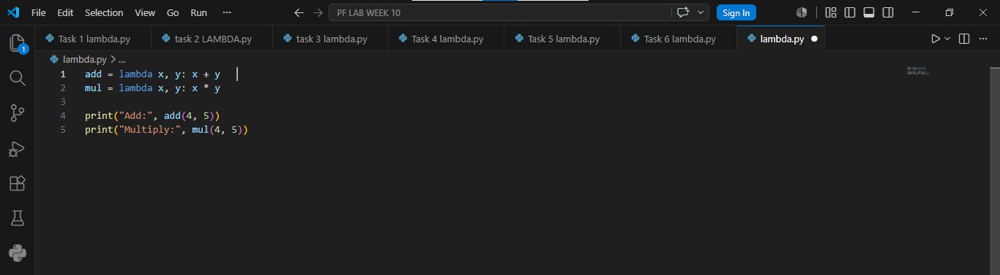 File Edit Selection View Go Run ··· PF LAB WEEK 10 Sign In
1
Task 1 lambda.py task 2 LAMBDA.py task 3 lambda.py Task 4 lambda.py Task 5 lambda.py Task 6 lambda.py lambda.py
lambda.py > ...
1 add = lambda x, y: x + y
2 mul = lambda x, y: x * y
3
4 print("Add:", add(4, 5))
5 print("Multiply:", mul(4, 5))